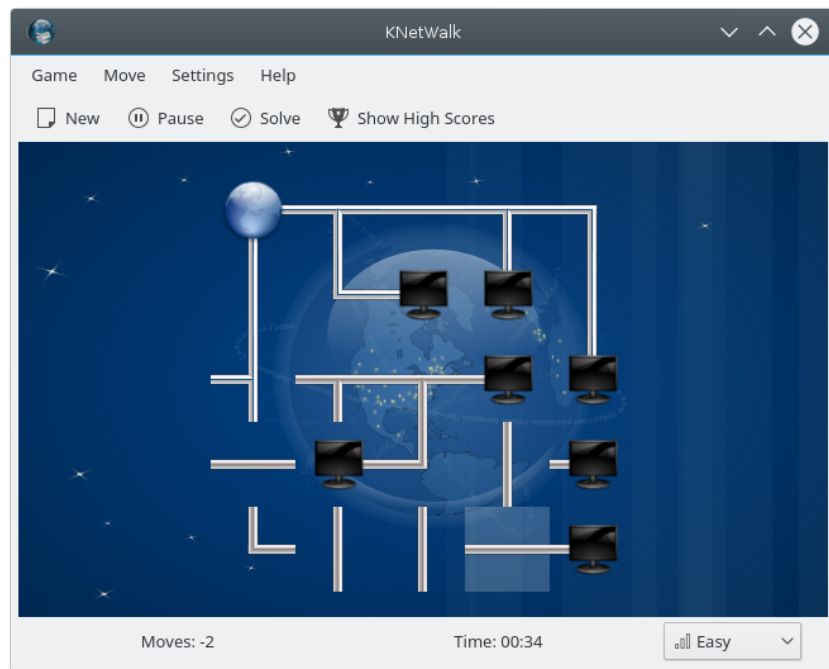 KNetWalk
Game Move Settings Help
New Pause Solve Show High Scores
Moves: -2 Time: 00:34 Easy